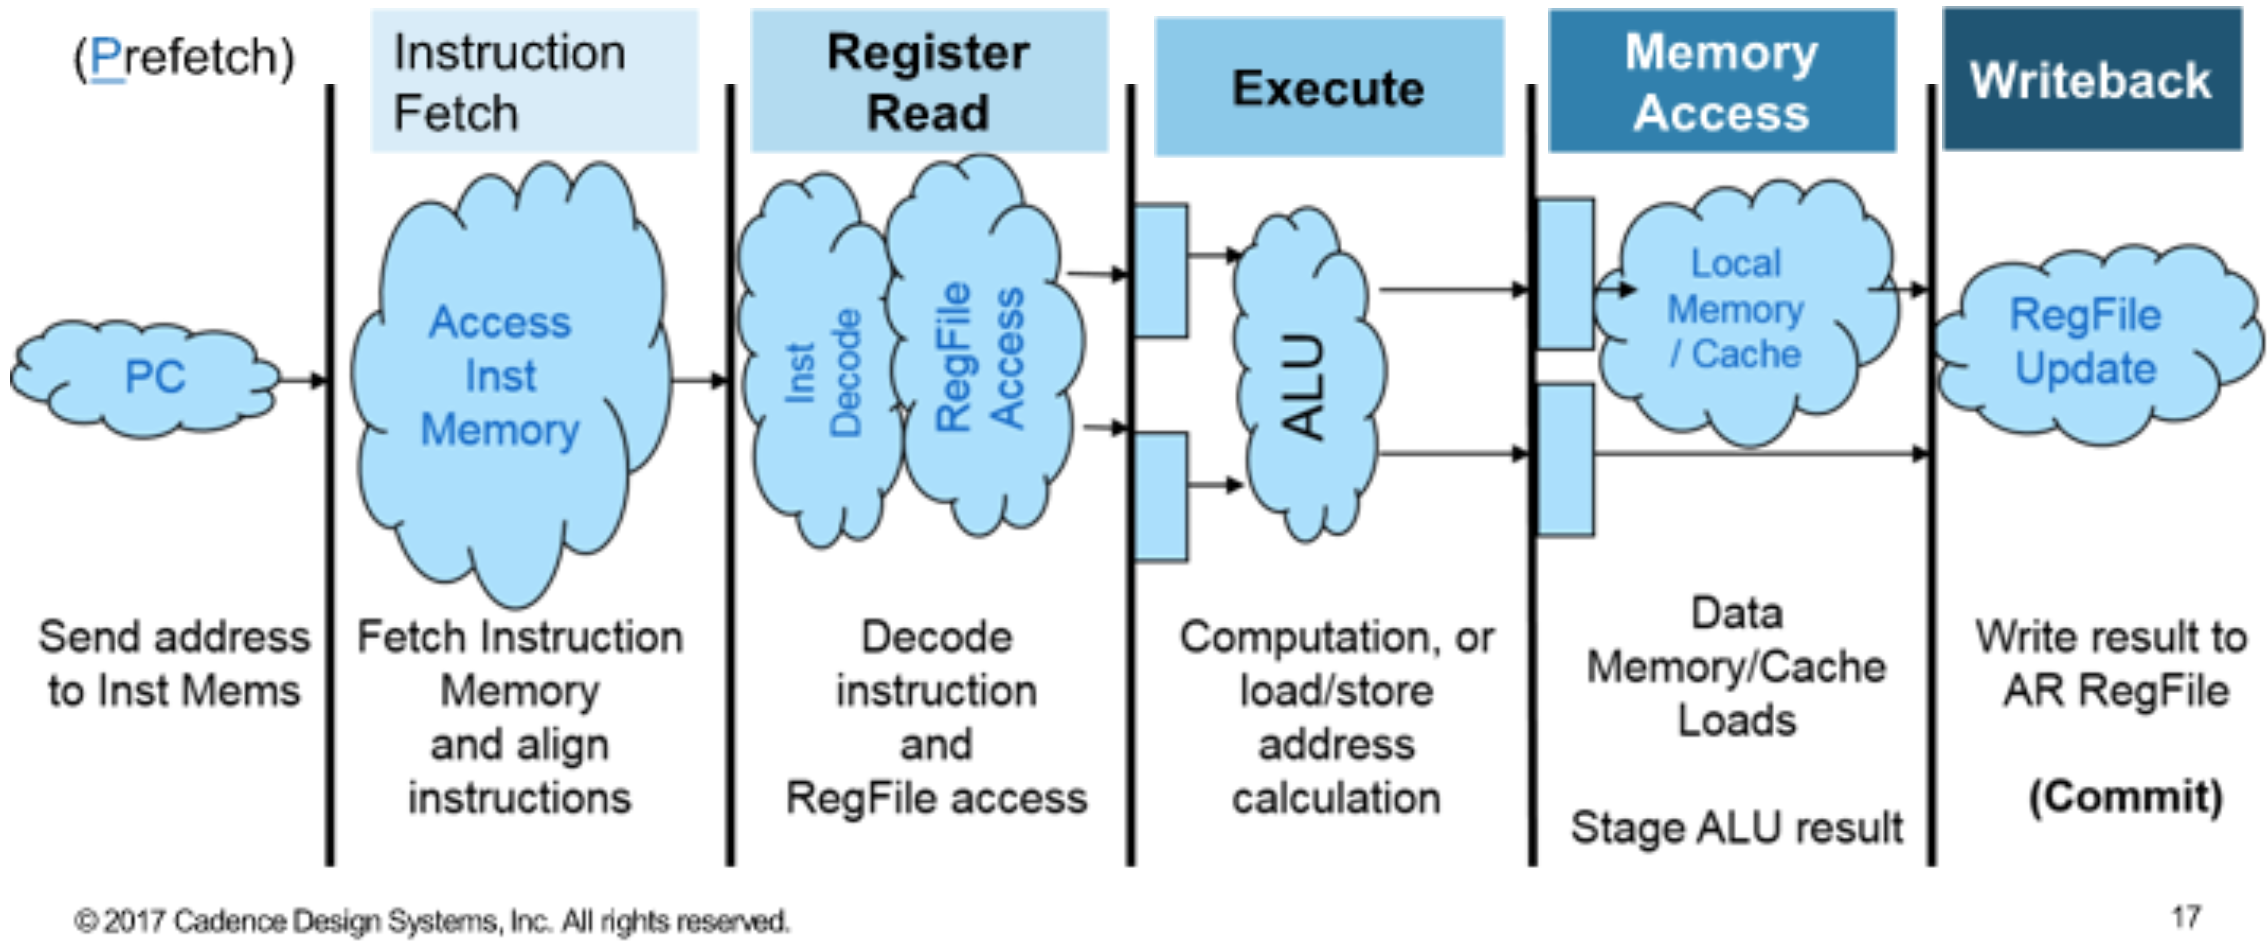 (Prefetch)
Instruction
Fetch
Register
Read
Execute
Memory
Access
Writeback
PC
Access
Inst
Memory
Inst
Decode
RegFile
Access
ALU
Local
Memory
/ Cache
RegFile
Update
Send address
to Inst Mems
Fetch Instruction
Memory
and align
instructions
Decode
instruction
and
RegFile access
Computation, or
load/store
address
calculation
Data
Memory/Cache
Loads
Stage ALU result
Write result to
AR RegFile
(Commit)
© 2017 Cadence Design Systems, Inc. All rights reserved.
17